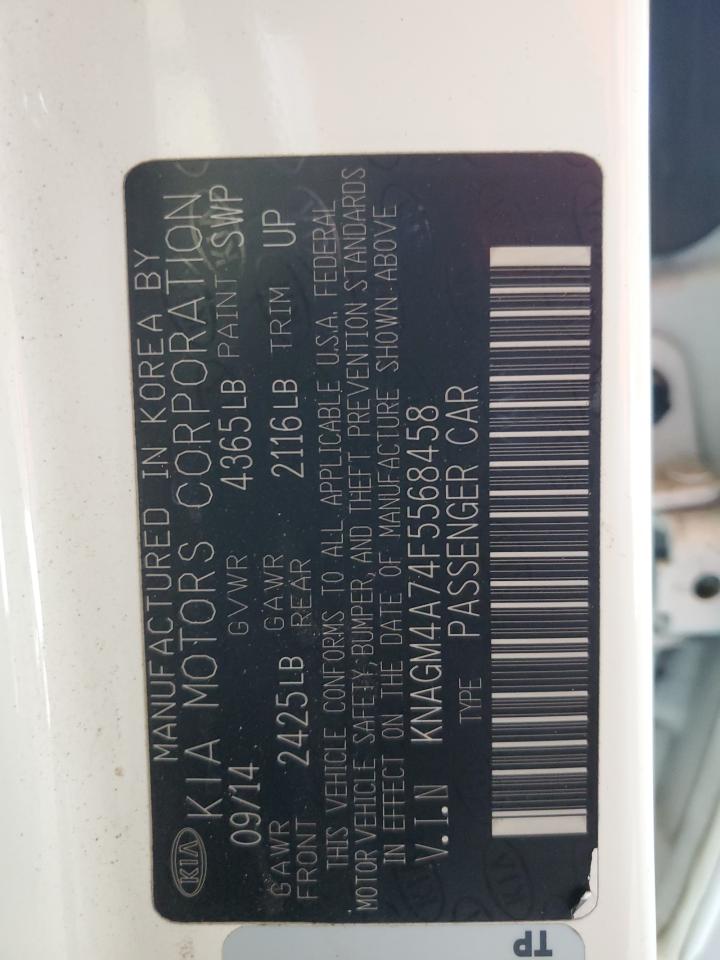 KIA
MANUFACTURED IN KOREA BY
KIA MOTORS CORPORATION
09/14 GVWR 4365LB PAINT SWP
GAWR FRONT 2425LB GAWR REAR 2116LB TRIM UP
THIS VEHICLE CONFORMS TO ALL APPLICABLE U.S.A. FEDERAL
MOTOR VEHICLE SAFETY, BUMPER, AND THEFT PREVENTION STANDARDS
IN EFFECT ON THE DATE OF MANUFACTURE SHOWN ABOVE
V.I.N KNAGM4A74F5568458
TYPE PASSENGER CAR
TP